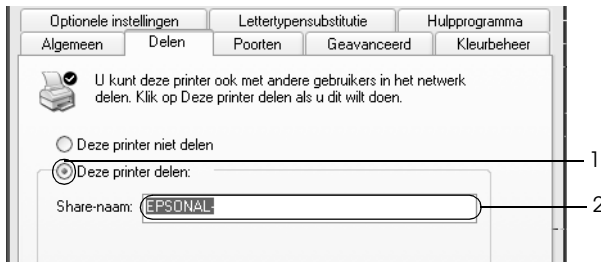 Optionele instellingen Lettertypensubstitutie Hulpprogramma
Algemeen Delen Poorten Geavanceerd Kleurbeheer
U kunt deze printer ook met andere gebruikers in het netwerk
delen. Klik op Deze printer delen als u dit wilt doen.
Deze printer niet delen
1
Deze printer delen:
Share-naam: EPSONAL-
2